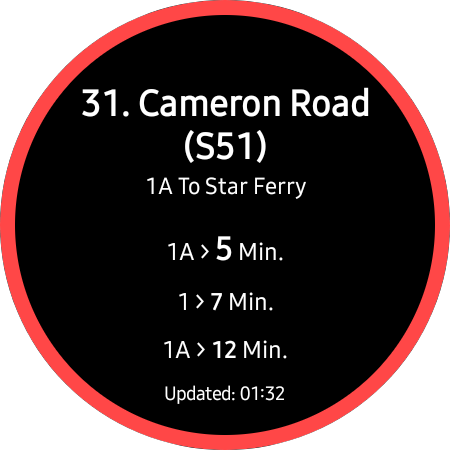 31. Cameron Road
(S51)
1A To Star Ferry
1A > 5 Min.
1 > 7 Min.
1A > 12 Min.
Updated: 01:32